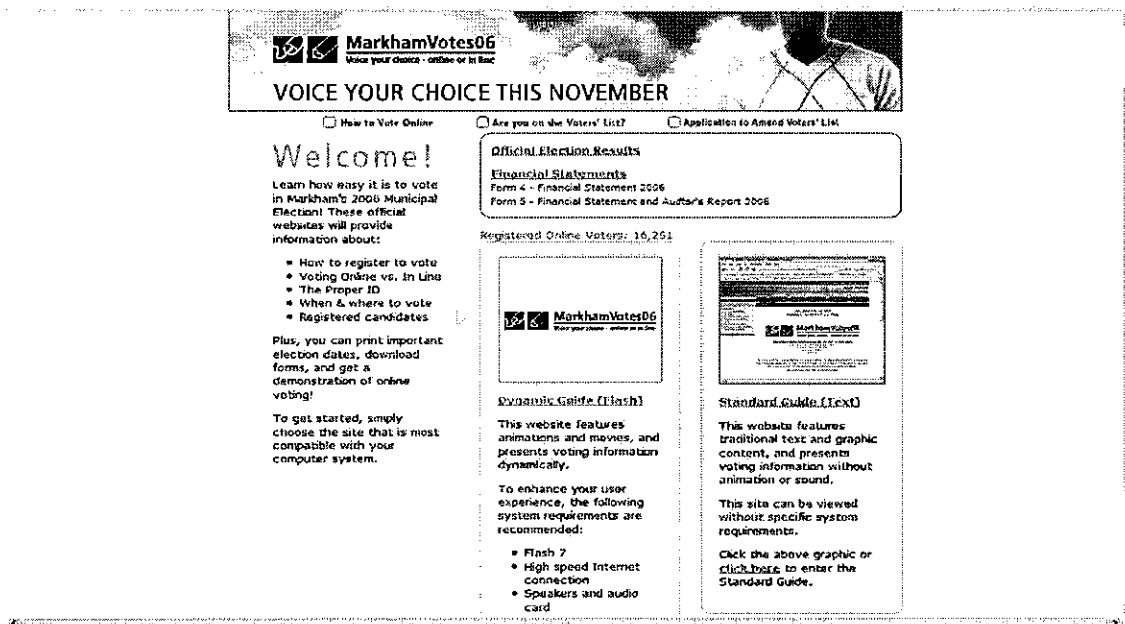 MarkhamVotes06
Voice your choice - online or in line
VOICE YOUR CHOICE THIS NOVEMBER
How to Vote Online
Are you on the Voters' List?
Application to Amend Voters' List
Welcome!
Learn how easy it is to vote
in Markham's 2006 Municipal
Election! These official
websites will provide
information about:
• How to register to vote
• Voting Online vs. In Line
• The Proper ID
• When & where to vote
• Registered candidates
Plus, you can print important
election dates, download
forms, and get a
demonstration of online
voting!
To get started, simply
choose the site that is most
compatible with your
computer system.
Official Election Results
Financial Statements
Form 4 - Financial Statement 2006
Form 5 - Financial Statement and Auditor's Report 2006
Registered Online Voters: 16,251
MarkhamVotes06
Voice your choice - online or in line
Dynamic Guide (Flash)
This website features
animations and movies, and
presents voting information
dynamically.
To enhance your user
experience, the following
system requirements are
recommended:
• Flash 7
• High speed Internet
connection
• Speakers and audio
card
MarkhamVotes06
Standard Guide (Text)
This website features
traditional text and graphic
content, and presents
voting information without
animation or sound.
This site can be viewed
without specific system
requirements.
Click the above graphic or
click here to enter the
Standard Guide.